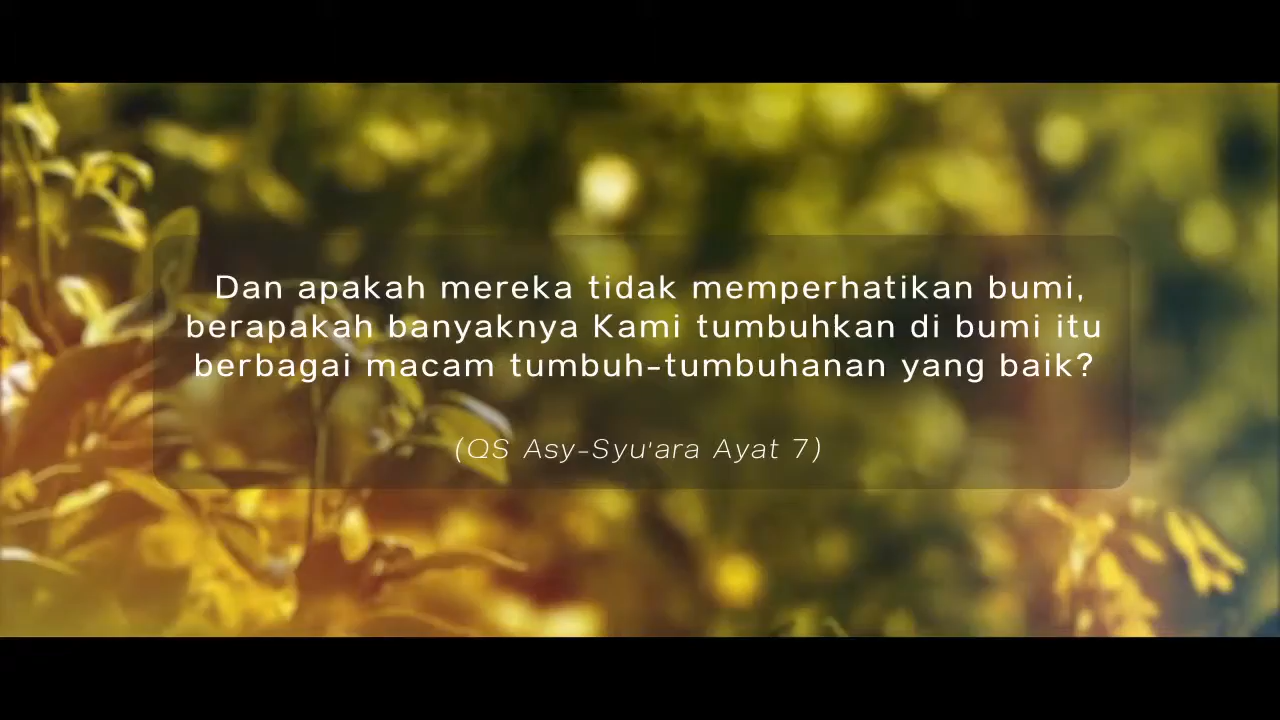 Dan apakah mereka tidak memperhatikan bumi,
berapakah banyaknya Kami tumbuhkan di bumi itu
berbagai macam tumbuh-tumbuhanan yang baik?
(QS Asy-Syu'ara Ayat 7)